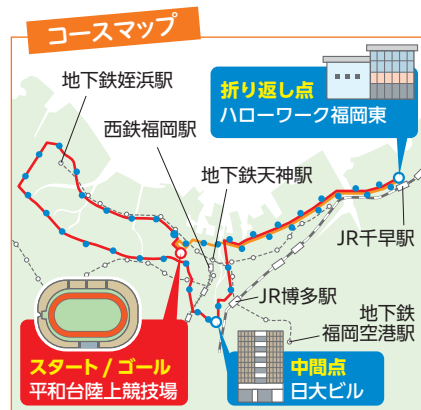 コースマップ
地下鉄姪浜駅
折り返し点
ハローワーク福岡東
西鉄福岡駅
地下鉄天神駅
JR千早駅
JR博多駅
地下鉄
福岡空港駅
スタート/ゴール
平和台陸上競技場
中間点
日大ビル